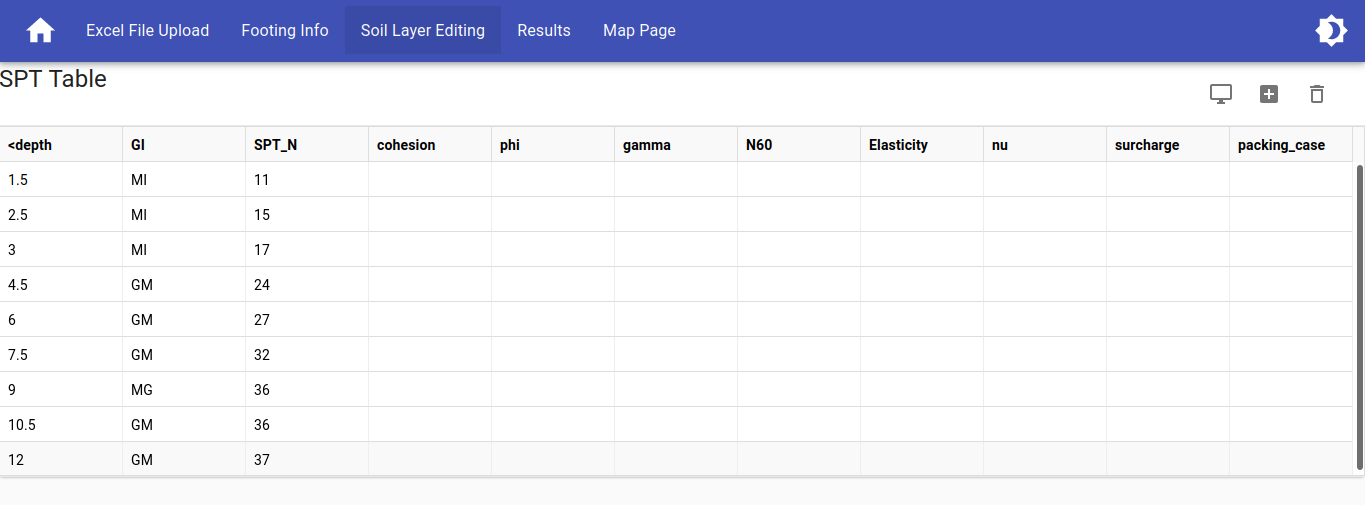 Excel File Upload Footing Info Soil Layer Editing Results Map Page
SPT Table
<depth GI SPT_N cohesion phi gamma N60 Elasticity nu surcharge packing_case
1.5 MI 11
2.5 MI 15
3 MI 17
4.5 GM 24
6 GM 27
7.5 GM 32
9 MG 36
10.5 GM 36
12 GM 37